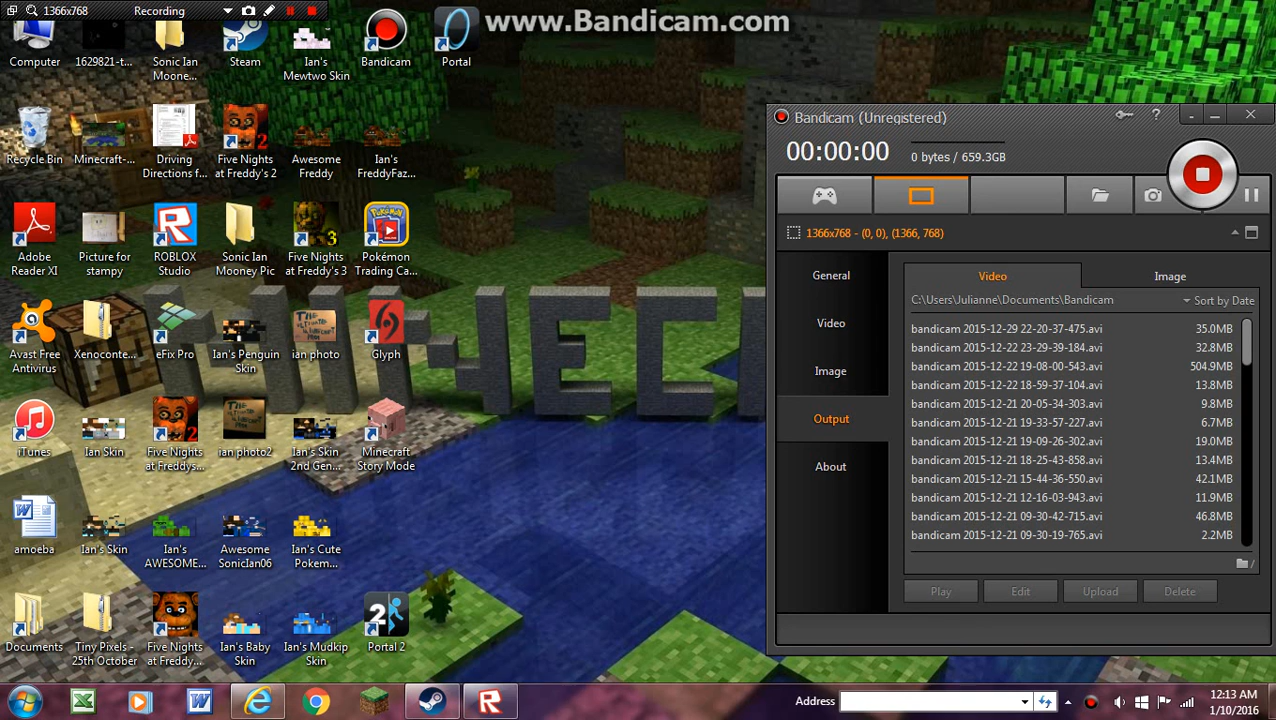 1366x768 Recording
www.Bandicam.com
Computer
1629821-t...
Sonic Ian Mooney...
Steam
Ian's Mewtwo Skin
Bandicam
Portal
Recycle Bin
Minecraft-...
Driving Directions f...
Five Nights at Freddy's 2
Awesome Freddy
Ian's FreddyFaz...
Adobe Reader XI
Picture for stampy
ROBLOX Studio
Sonic Ian Mooney Pic
Five Nights at Freddy's 3
Pokémon Trading Ca...
Avast Free Antivirus
Xenoconte...
eFix Pro
Ian's Penguin Skin
ian photo
Glyph
iTunes
Ian Skin
Five Nights at Freddys...
ian photo2
Ian's Skin 2nd Gen...
Minecraft Story Mode
amoeba
Ian's Skin
Ian's AWESOME...
Awesome SonicIan06
Ian's Cute Pokem...
Documents
Tiny Pixels - 25th October
Five Nights at Freddy...
Ian's Baby Skin
Ian's Mudkip Skin
Portal 2
Bandicam (Unregistered)
00:00:00 0 bytes / 659.3GB
1366x768 - (0, 0), (1366, 768)
General
Video
Image
Output
About
Video Image
C:\Users\Julianne\Documents\Bandicam Sort by Date
bandicam 2015-12-29 22-20-37-475.avi 35.0MB
bandicam 2015-12-22 23-29-39-184.avi 32.8MB
bandicam 2015-12-22 19-08-00-543.avi 504.9MB
bandicam 2015-12-22 18-59-37-104.avi 13.8MB
bandicam 2015-12-21 20-05-34-303.avi 9.8MB
bandicam 2015-12-21 19-33-57-227.avi 6.7MB
bandicam 2015-12-21 19-09-26-302.avi 19.0MB
bandicam 2015-12-21 18-25-43-858.avi 13.4MB
bandicam 2015-12-21 15-44-36-550.avi 42.1MB
bandicam 2015-12-21 12-16-03-943.avi 11.9MB
bandicam 2015-12-21 09-30-42-715.avi 46.8MB
bandicam 2015-12-21 09-30-19-765.avi 2.2MB
Play Edit Upload Delete
Address
12:13 AM
1/10/2016